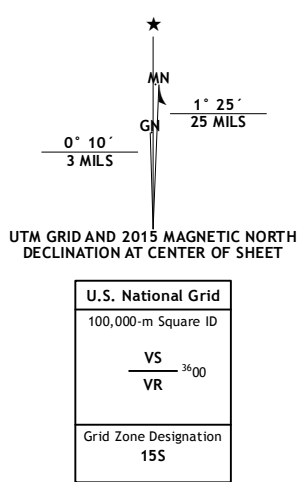 ★
MN
1° 25´
25 MILS
GN
0° 10´
3 MILS
UTM GRID AND 2015 MAGNETIC NORTH
DECLINATION AT CENTER OF SHEET
U.S. National Grid
100,000-m Square ID
VS
3600
VR
Grid Zone Designation
15S